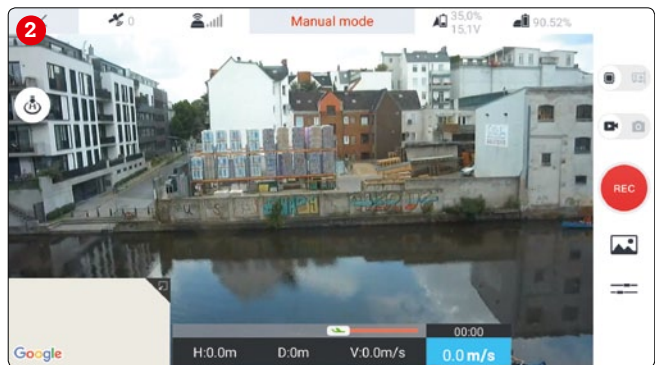 2
0
Manual mode
35,0%
15,1V
90.52%
REC
00:00
Google
H:0.0m
D:0m
V:0.0m/s
0.0 m/s